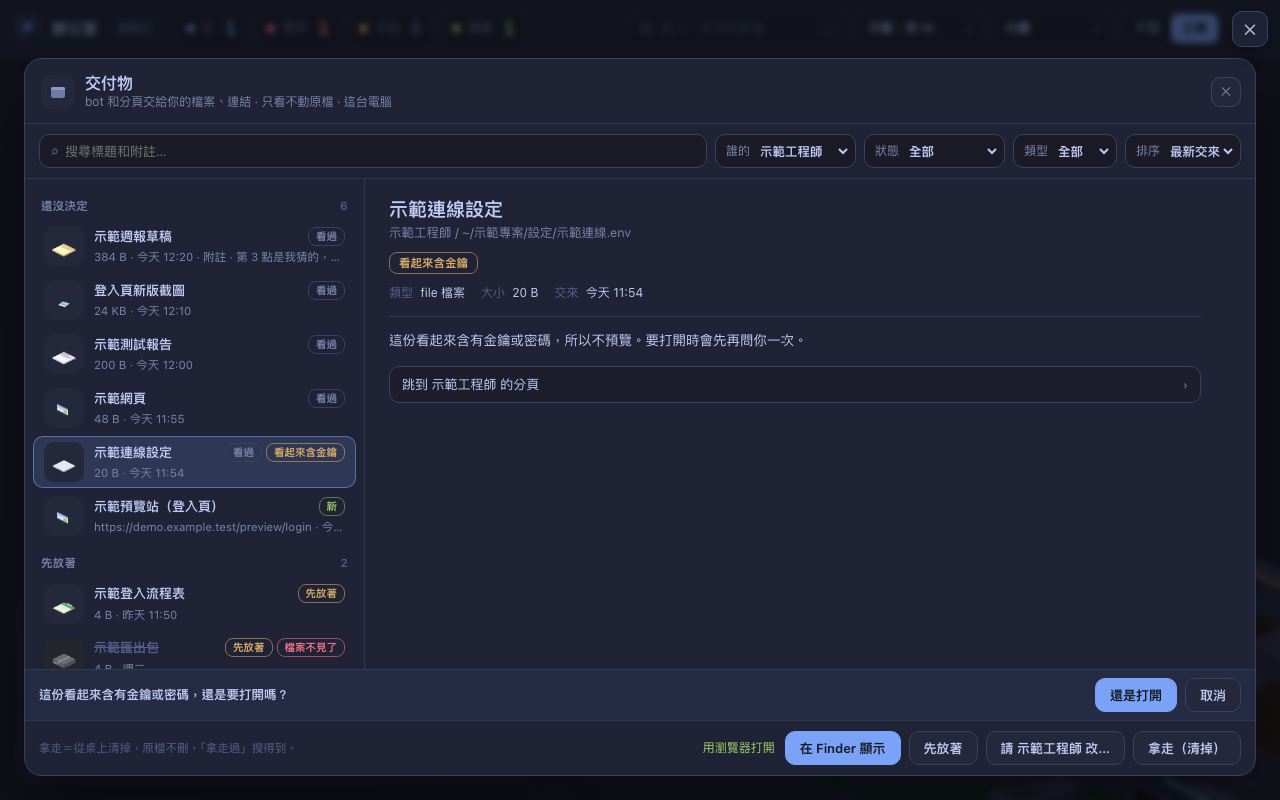 交付物
bot 和分頁交給你的檔案、連結 · 只看不動原檔 · 這台電腦
搜尋標題和附註…
誰的 示範工程師
狀態 全部
類型 全部
排序 最新交來
還沒決定 6
示範週報草稿 看過
384 B · 今天 12:20 · 附註 · 第 3 點是我猜的，…
登入頁新版截圖 看過
24 KB · 今天 12:10
示範測試報告 看過
200 B · 今天 12:00
示範網頁 看過
48 B · 今天 11:55
示範連線設定 看過 看起來含金鑰
20 B · 今天 11:54
示範預覽站（登入頁） 新
https://demo.example.test/preview/login · 今…
先放著 2
示範登入流程表 先放著
4 B · 昨天 11:50
示範匯出包 先放著 檔案不見了
示範連線設定
示範工程師 / ~/示範專案/設定/示範連線.env
看起來含金鑰
類型 file 檔案 大小 20 B 交來 今天 11:54
這份看起來含有金鑰或密碼，所以不預覽。要打開時會先再問你一次。
跳到 示範工程師 的分頁
這份看起來含有金鑰或密碼，還是要打開嗎？
還是打開
取消
拿走＝從桌上清掉，原檔不刪，「拿走過」搜得到。
用瀏覽器打開
在 Finder 顯示
先放著
請 示範工程師 改…
拿走（清掉）